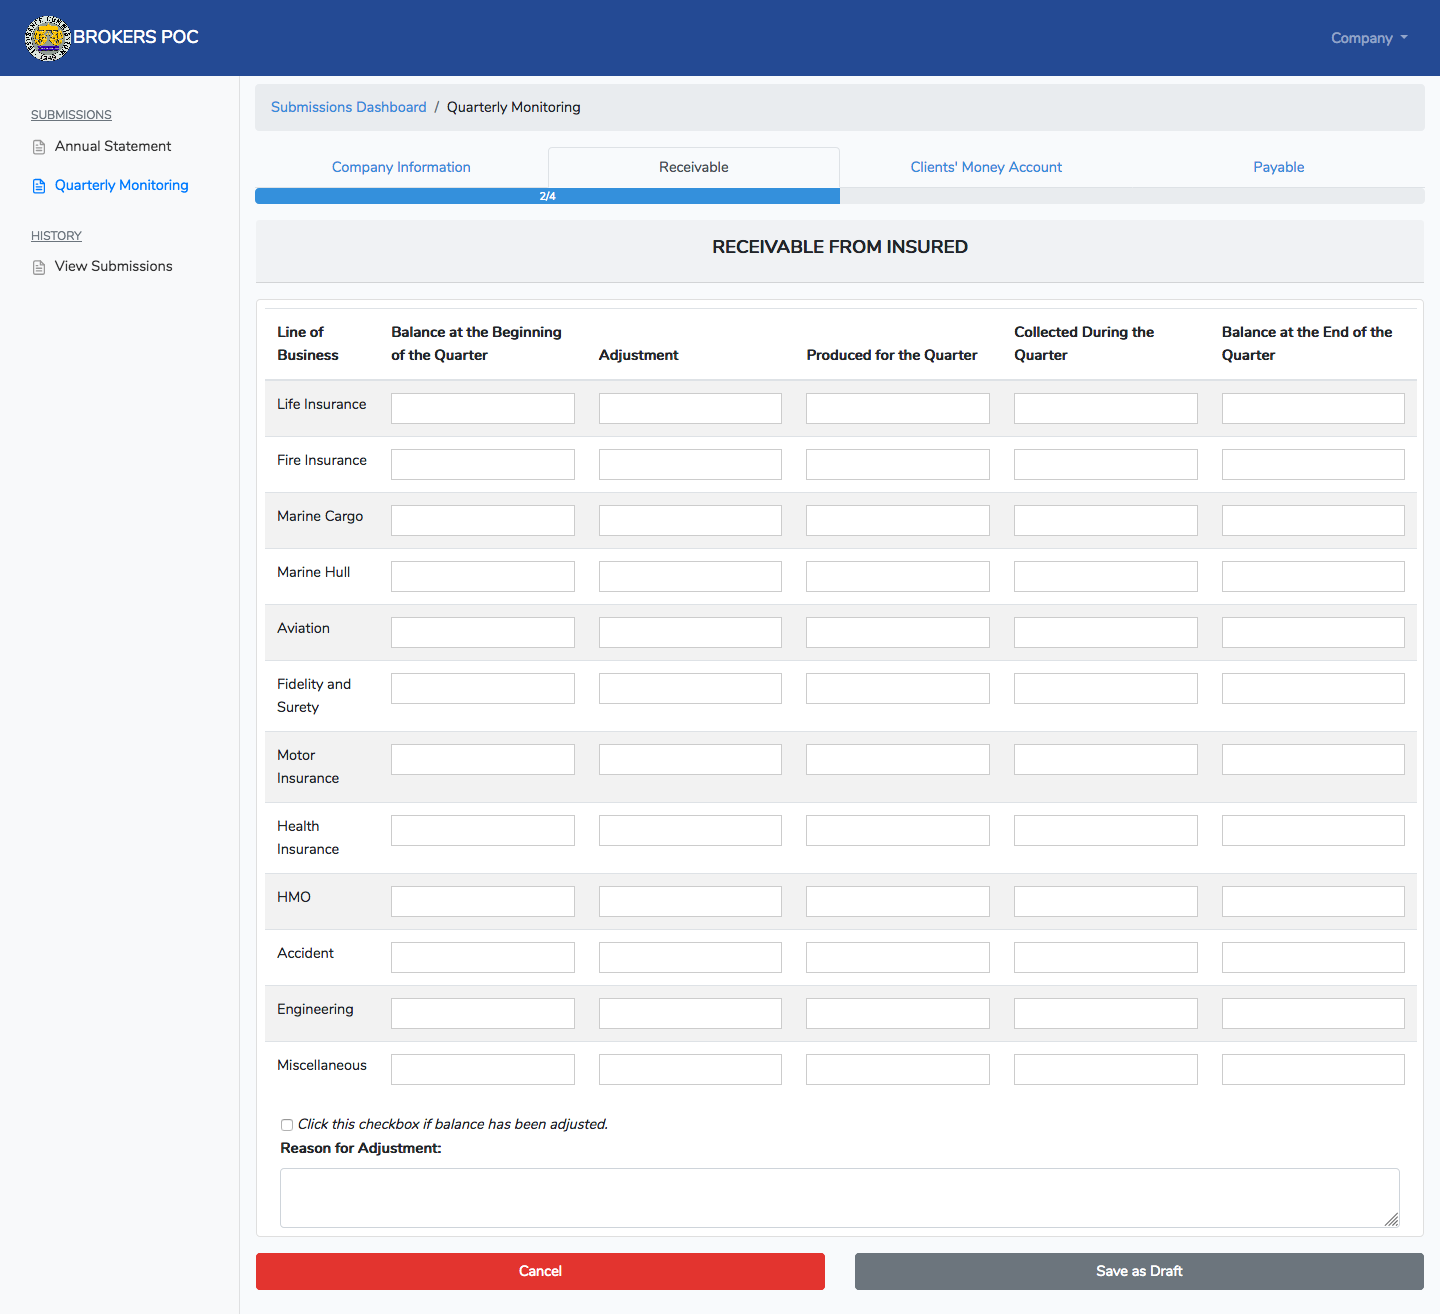 BROKERS POC
Company
SUBMISSIONS
Annual Statement
Quarterly Monitoring
HISTORY
View Submissions
Submissions Dashboard / Quarterly Monitoring
Company Information
Receivable
Clients' Money Account
Payable
2/4
RECEIVABLE FROM INSURED
Line of
Business
Balance at the Beginning
of the Quarter
Adjustment
Produced for the Quarter
Collected During the
Quarter
Balance at the End of the
Quarter
Life Insurance
Fire Insurance
Marine Cargo
Marine Hull
Aviation
Fidelity and
Surety
Motor
Insurance
Health
Insurance
HMO
Accident
Engineering
Miscellaneous
Click this checkbox if balance has been adjusted.
Reason for Adjustment:
Cancel
Save as Draft